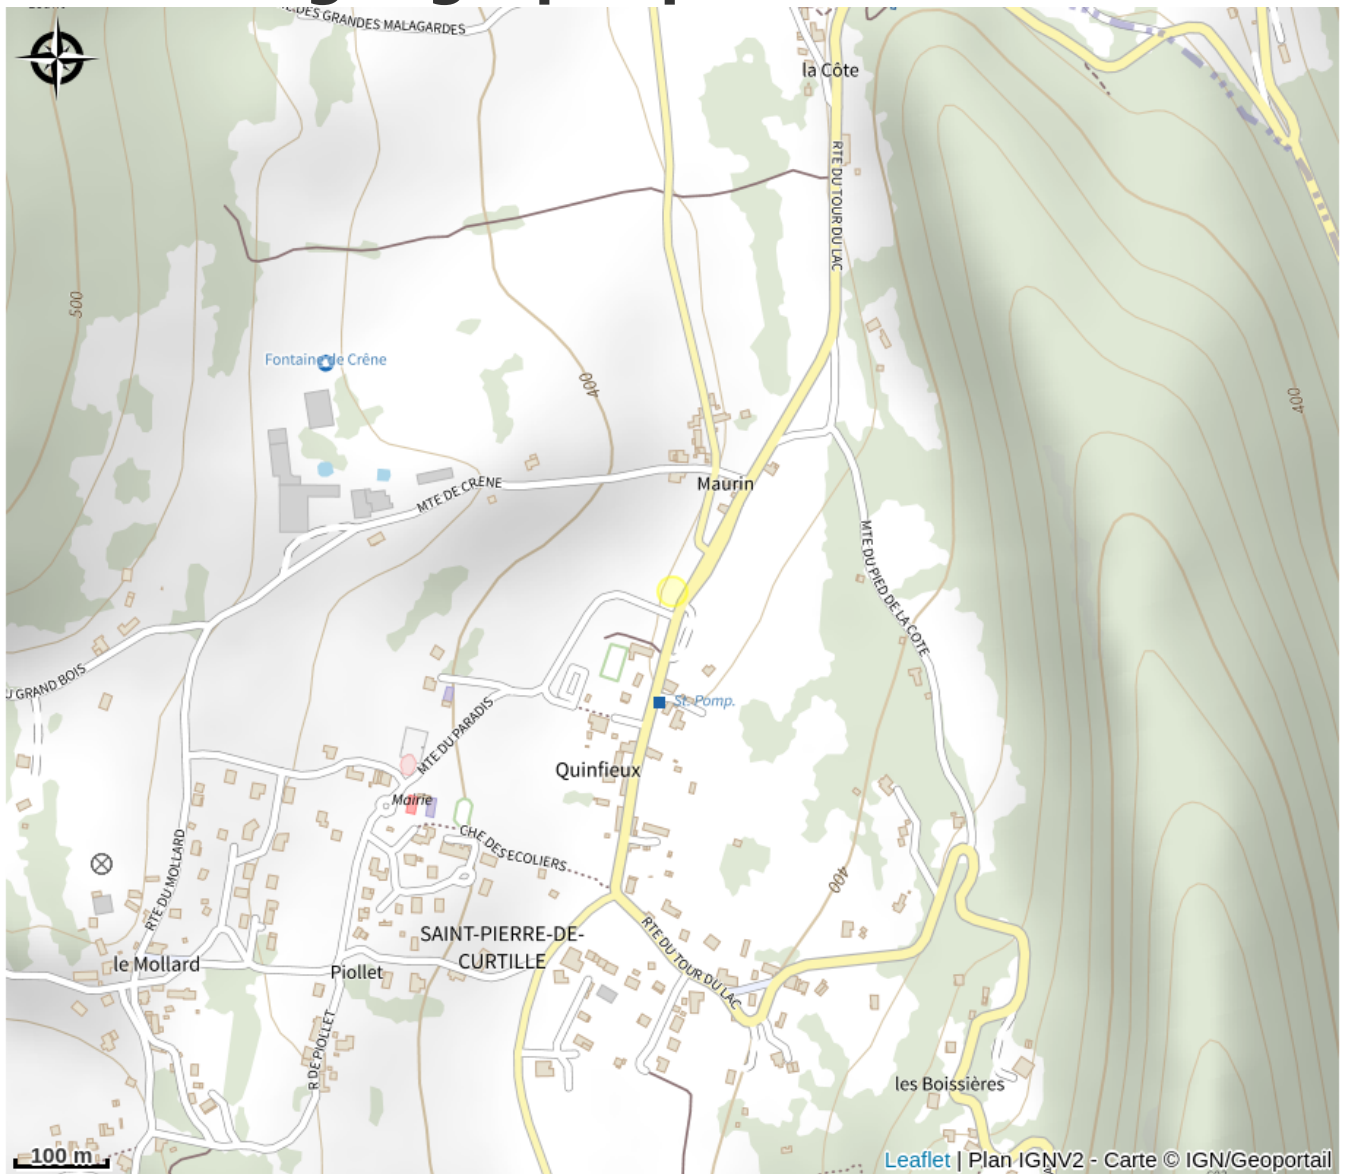 DES GRANDES MALAGARDES
la Côte
RTE DU TOUR DU LAC
500
Fontaine de Crêne
400
400
MTE DE CRÊNE
Maurin
MTE DU PIED DE LA COTE
U GRAND BOIS
St. Pomp.
MTE DU PARADIS
Quinfieux
Mairie
CHE DES ECOLIERS
RTE DU MOLLARD
400
SAINT-PIERRE-DE-
CURTILLE
RTE DU TOUR DU LAC
le Mollard
Piollet
R DE PIOLLET
les Boissières
100 m
Leaflet | Plan IGNV2 - Carte © IGN/Geoportail